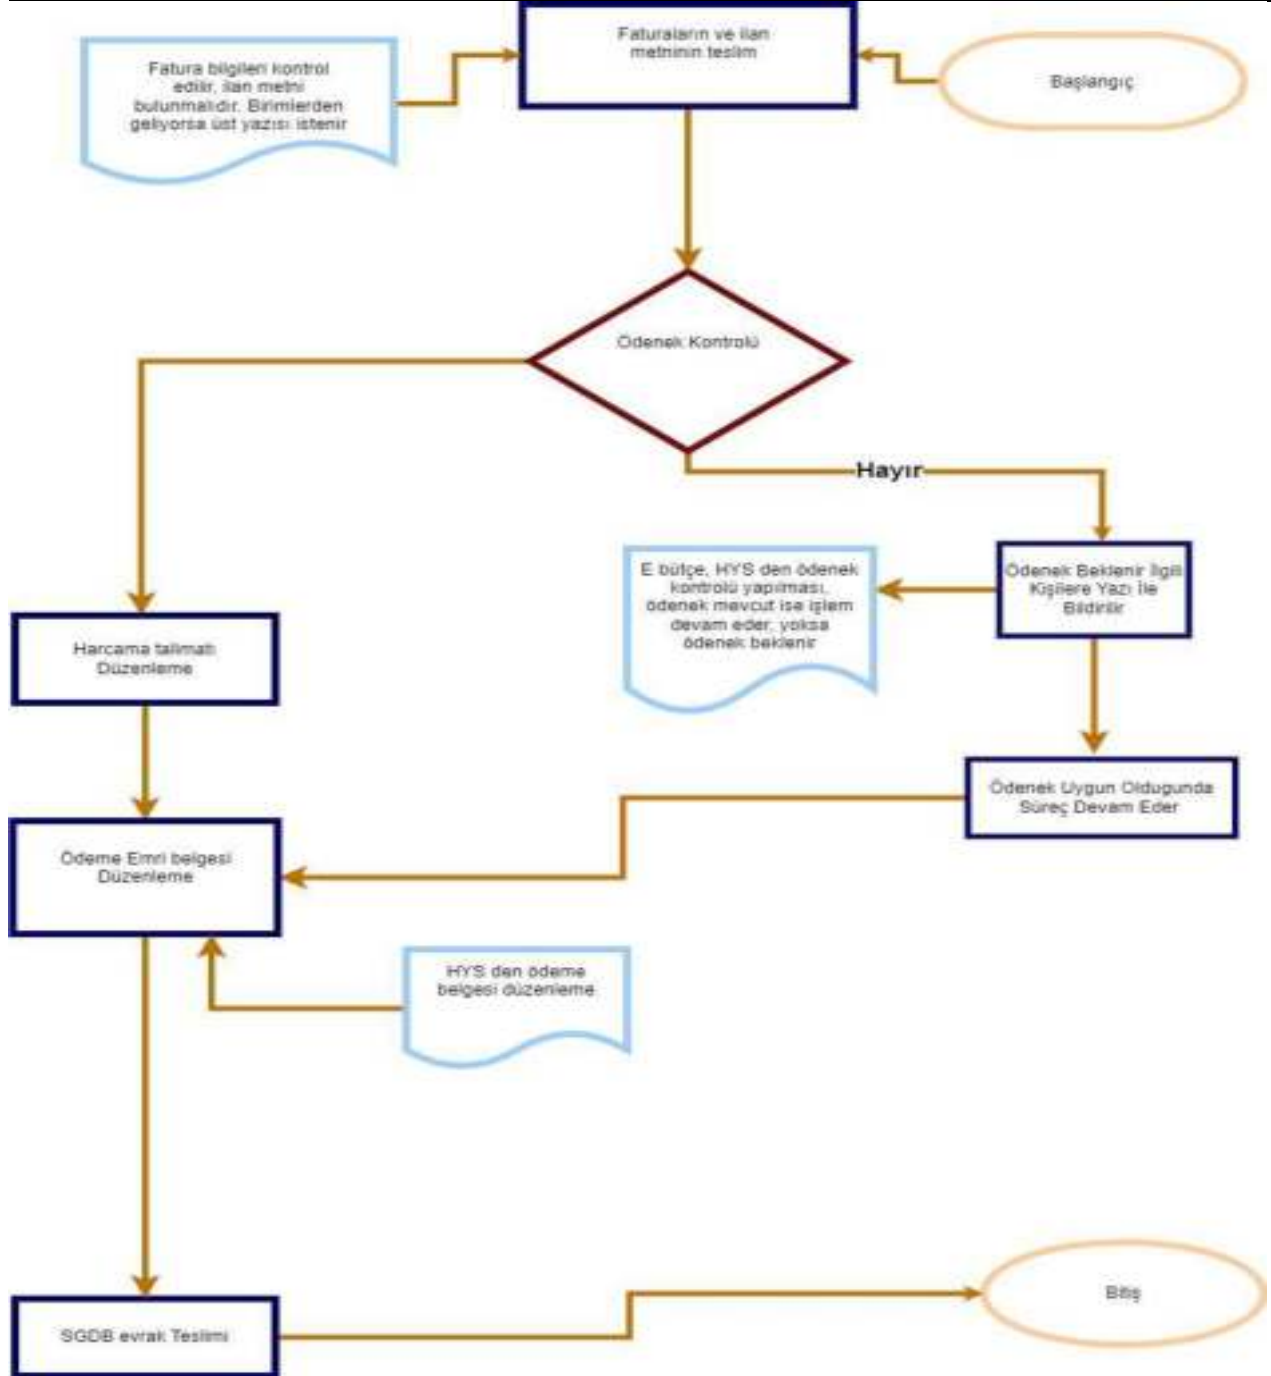 Faturaların ve ilan
metninin teslim
Fatura bilgileri kontrol
edilir, ilan metni
bulunmalıdır. Birimlerden
geliyorsa üst yazısı istenir
Başlangıç
Ödenek Kontrolü
Hayır
E bütçe, HYS den ödenek
kontrolü yapılması,
ödenek mevcut ise işlem
devam eder, yoksa
ödenek beklenir
Ödenek Beklenir İlgili
Kişilere Yazı İle
Bildirilir
Harcama talimatı
Düzenleme
Ödenek Uygun Oldugunda
Süreç Devam Eder
Ödeme Emri belgesi
Düzenleme
HYS den ödeme
belgesi düzenleme
SGDB evrak Teslimi
Bitiş